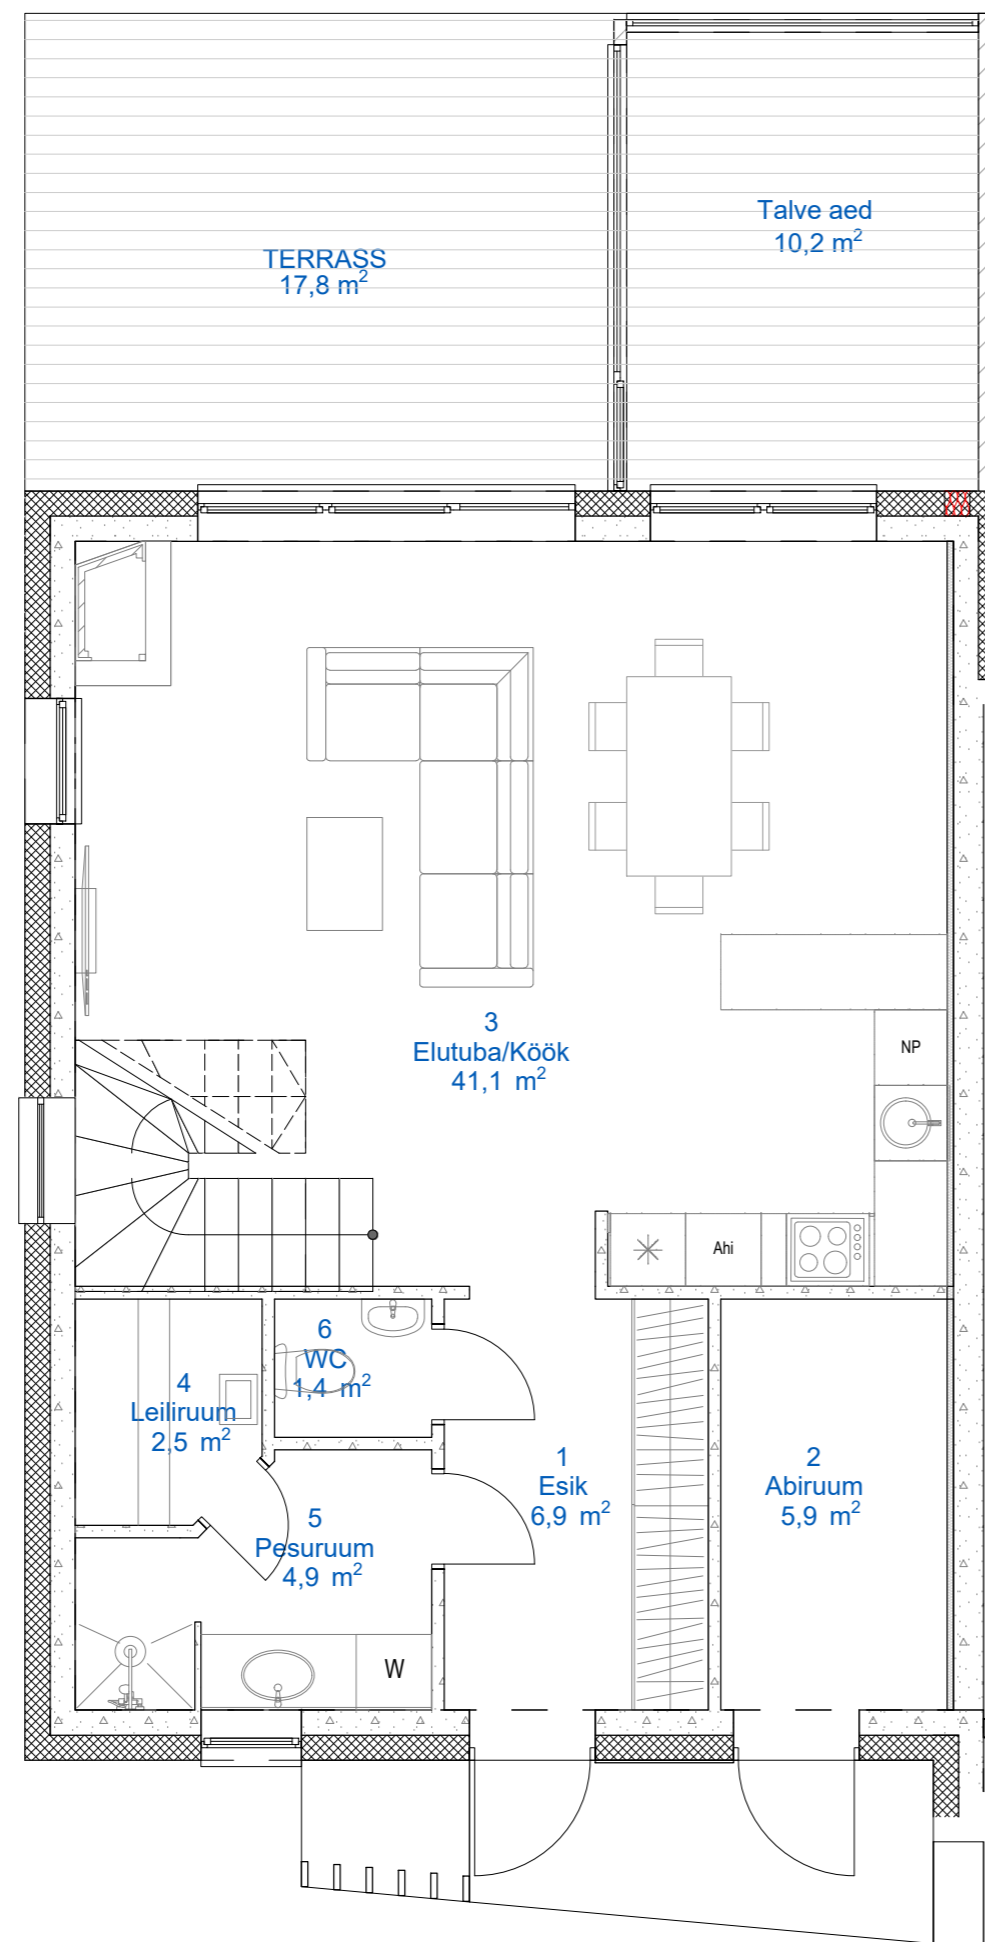 Talve aed
10,2 m²
TERRASS
17,8 m²
3
Elutuba/Köök
41,1 m²
NP
Ahi
6
WC
1,4 m²
4
Leiliruum
2,5 m²
1
Esik
6,9 m²
2
Abiruum
5,9 m²
5
Pesuruum
4,9 m²
W